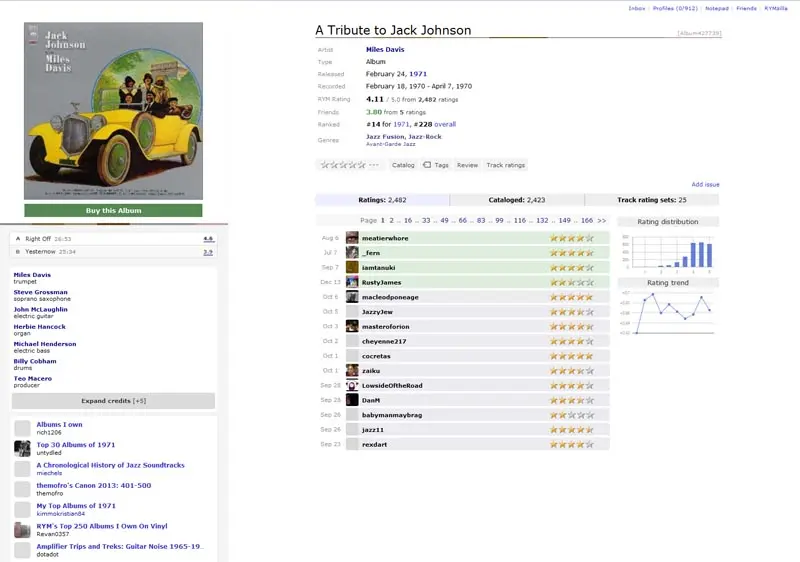 Inbox | Profiles (0/912) | Notepad | Friends | RYMzilla
Jack
Johnson
Miles
Davis
Buy this Album
A Right Off 26:53
B Yesternow 25:34
Miles Davis
trumpet
Steve Grossman
soprano saxophone
John McLaughlin
electric guitar
Herbie Hancock
organ
Michael Henderson
electric bass
Billy Cobham
drums
Teo Macero
producer
Expand credits [+5]
Albums I own
rich1206
Top 30 Albums of 1971
untydled
A Chronological History of Jazz Soundtracks
miechels
themofro's Canon 2013: 401-500
themofro
My Top Albums of 1971
kimmokristian84
RYM's Top 250 Albums I Own On Vinyl
Revan0357
Amplifier Trips and Treks: Guitar Noise 1965-19..
dotadot
A Tribute to Jack Johnson
[Album427739]
Artist Miles Davis
Type Album
Released February 24, 1971
Recorded February 18, 1970 - April 7, 1970
RYM Rating 4.11 / 5.0 from 2,482 ratings
Friends 3.80 from 5 ratings
Ranked #14 for 1971, #228 overall
Genres Jazz Fusion, Jazz-Rock
Avant-Garde Jazz
--- Catalog Tags Review Track ratings
Add issue
Ratings: 2,482 Cataloged: 2,423 Track rating sets: 25
Page 1 2 .. 16 .. 33 .. 49 .. 66 .. 83 .. 99 .. 116 .. 132 .. 149 .. 166 >>
Aug 6 meatierwhore
Jul 7 _fern
Sep 7 iamtanuki
Dec 13 RustyJames
Oct 6 macleodponeage
Oct 5 JazzyJew
Oct 3 masteroforion
Oct 2 cheyenne217
Oct 1 cocretas
Oct 1 zaiku
Sep 28 LowsideOftheRoad
Sep 28 DanM
Sep 26 babymanmaybrag
Sep 26 jazz11
Sep 23 rexdart
Rating distribution
Rating trend